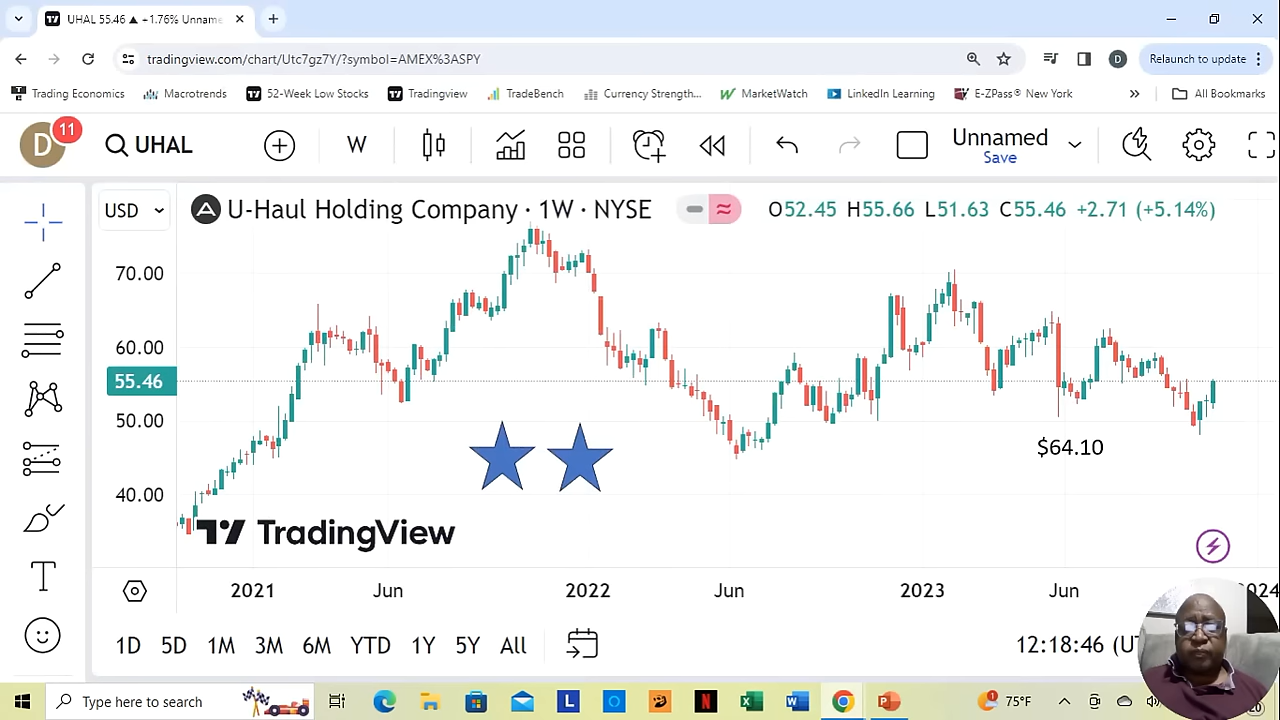 UHAL 55.46 ▲ +1.76% Unname
tradingview.com/chart/Utc7gz7Y/?symbol=AMEX%3ASPY
D
Relaunch to update
Trading Economics
Macrotrends
52-Week Low Stocks
Tradingview
TradeBench
Currency Strength...
MarketWatch
LinkedIn Learning
E-ZPass® New York
»
All Bookmarks
D
11
UHAL
W
Unnamed
Save
USD
U-Haul Holding Company · 1W · NYSE
O52.45 H55.66 L51.63 C55.46 +2.71 (+5.14%)
70.00
60.00
55.46
50.00
40.00
$64.10
TradingView
2021 Jun 2022 Jun 2023 Jun 2024
1D 5D 1M 3M 6M YTD 1Y 5Y All
12:18:46 (U
Type here to search
1
75°F